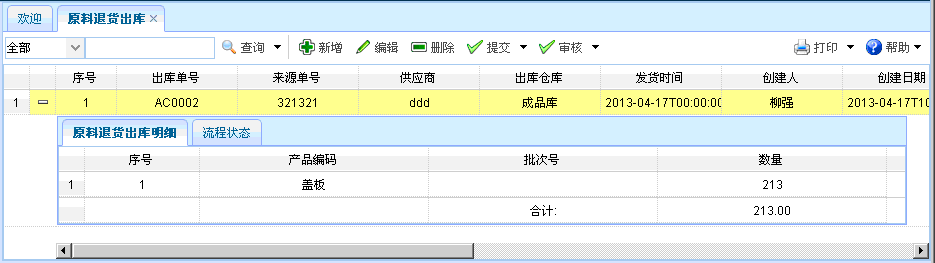 欢迎 原料退货出库
全部 查询 新增 编辑 删除 提交 审核 打印 帮助
序号 出库单号 来源单号 供应商 出库仓库 发货时间 创建人 创建日期
1 1 AC0002 321321 ddd 成品库 2013-04-17T00:00:00 柳强 2013-04-17T10
原料退货出库明细 流程状态
序号 产品编码 批次号 数量
1 1 盖板 213
合计: 213.00